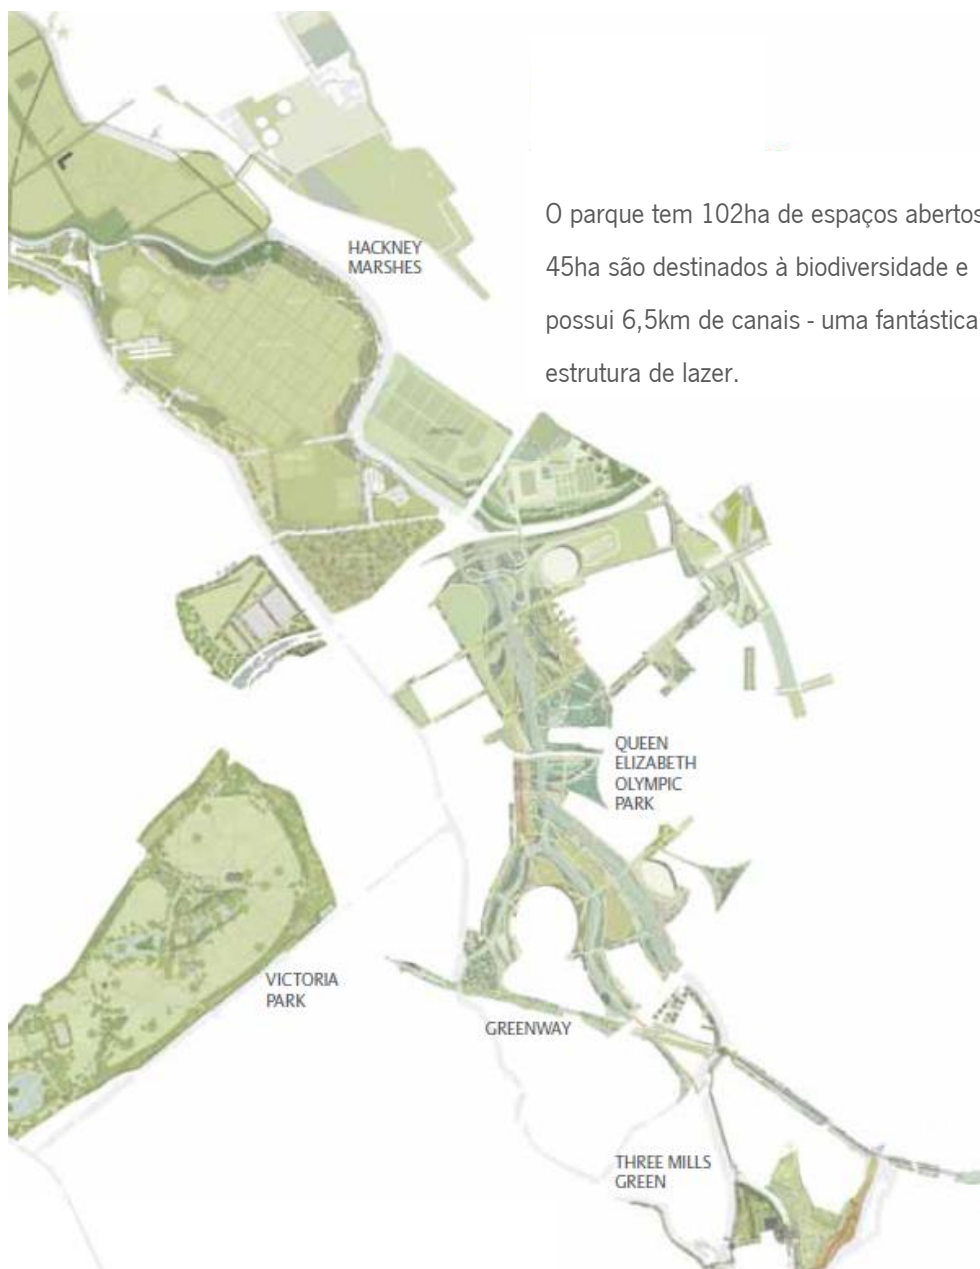 O parque tem 102ha de espaços abertos
45ha são destinados à biodiversidade e
possui 6,5km de canais - uma fantástica
estrutura de lazer.
HACKNEY
MARSHES
QUEEN
ELIZABETH
OLYMPIC
PARK
VICTORIA
PARK
GREENWAY
THREE MILLS
GREEN